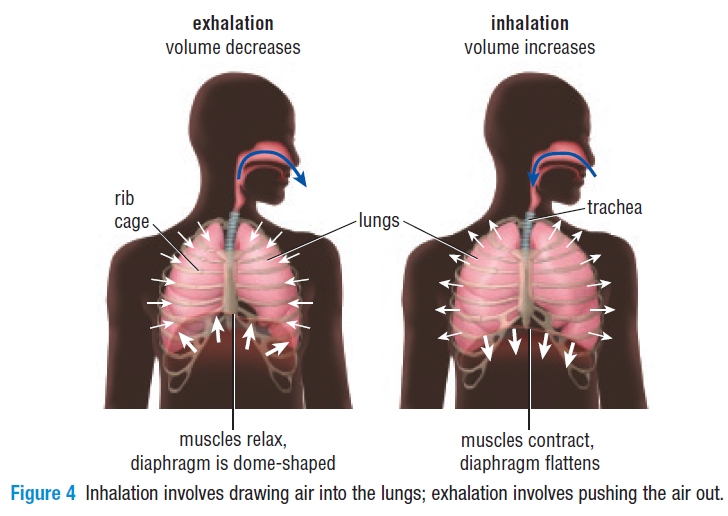 exhalation
volume decreases
inhalation
volume increases
rib
cage
lungs
trachea
muscles relax,
diaphragm is dome-shaped
muscles contract,
diaphragm flattens
Figure 4 Inhalation involves drawing air into the lungs; exhalation involves pushing the air out.